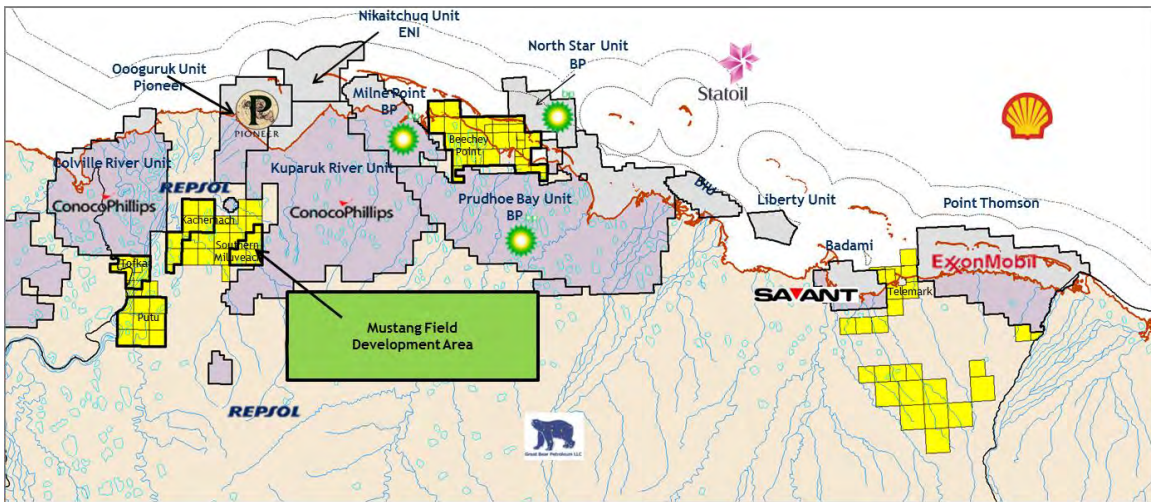 Nikaitchuq Unit
ENI
North Star Unit
BP
Oooguruk Unit
Pioneer
Statoil
P
PIONEER
Milne Point
BP
bp
Beechey
Point
Colville River Unit
REPSOL
Kuparuk River Unit
ConocoPhillips
ConocoPhillips
Kachemach
Prudhoe Bay Unit
BP
DIU
Liberty Unit
Point Thomson
Southern
Miluveach
Badami
ExxonMobil
Tofkat
SAVANT
Telemark
Putu
Mustang Field
Development Area
REPSOL
Great Bear Petroleum LLC